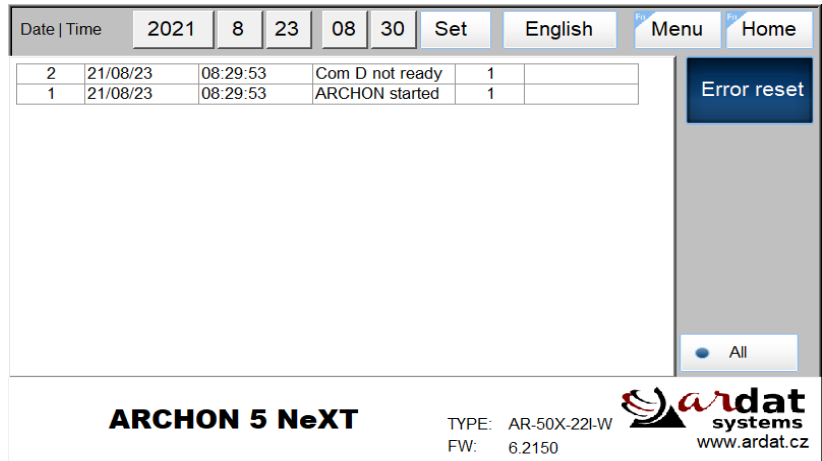 Date | Time 2021 8 23 08 30 Set English Fn Menu Fn Home
2 21/08/23 08:29:53 Com D not ready 1
1 21/08/23 08:29:53 ARCHON started 1
Error reset
All
ARCHON 5 NeXT
TYPE: AR-50X-22I-W
FW: 6.2150
ardat
systems
www.ardat.cz